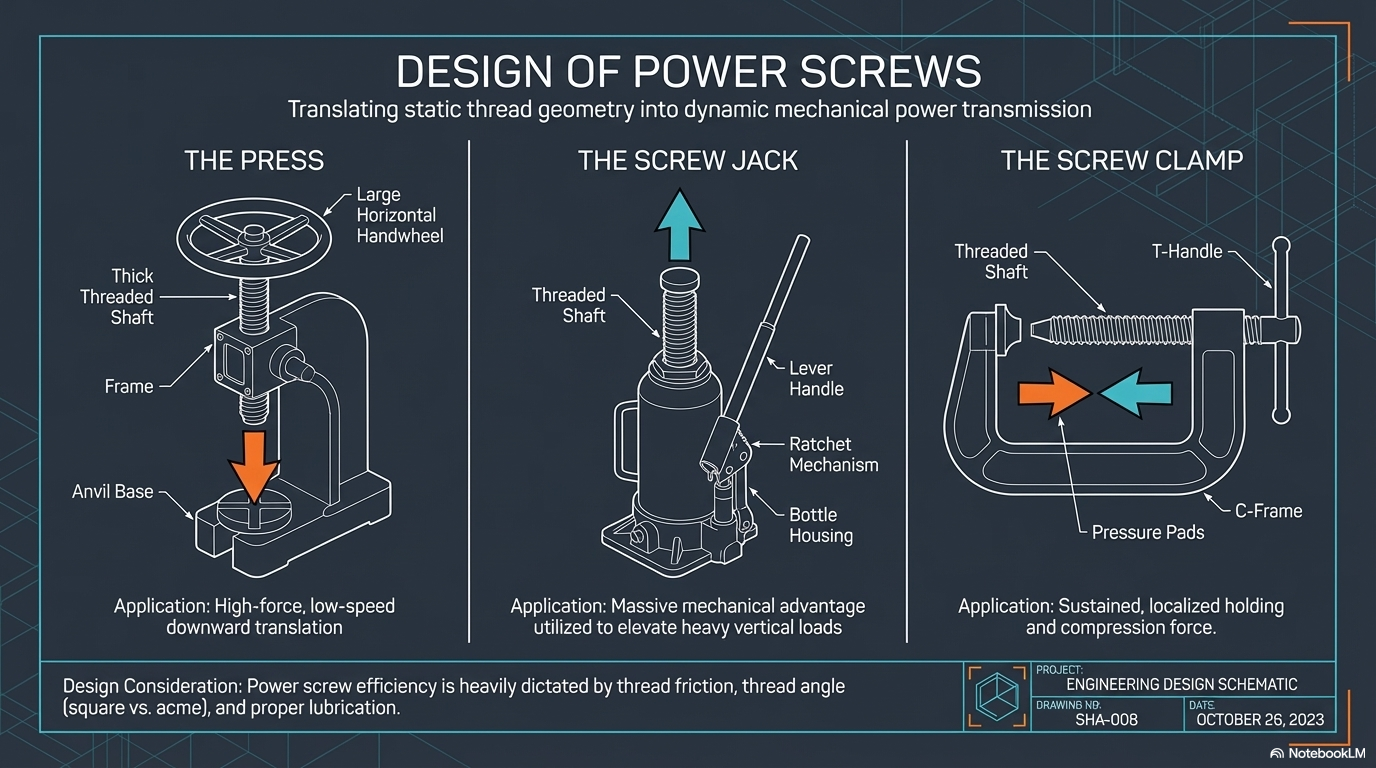 DESIGN OF POWER SCREWS
Translating static thread geometry into dynamic mechanical power transmission
THE PRESS
Large
Horizontal
Handwheel
Thick
Threaded
Shaft
Frame
Anvil Base
Application: High-force, low-speed
downward translation
THE SCREW JACK
Threaded
Shaft
Lever
Handle
Ratchet
Mechanism
Bottle
Housing
Application: Massive mechanical advantage
utilized to elevate heavy vertical loads
THE SCREW CLAMP
Threaded
Shaft
T-Handle
C-Frame
Pressure Pads
Application: Sustained, localized holding
and compression force.
Design Consideration: Power screw efficiency is heavily dictated by thread friction, thread angle
(square vs. acme), and proper lubrication.
PROJECT:
ENGINEERING DESIGN SCHEMATIC
DRAWING NO.
SHA-008
DATE
OCTOBER 26, 2023
NotebookLM